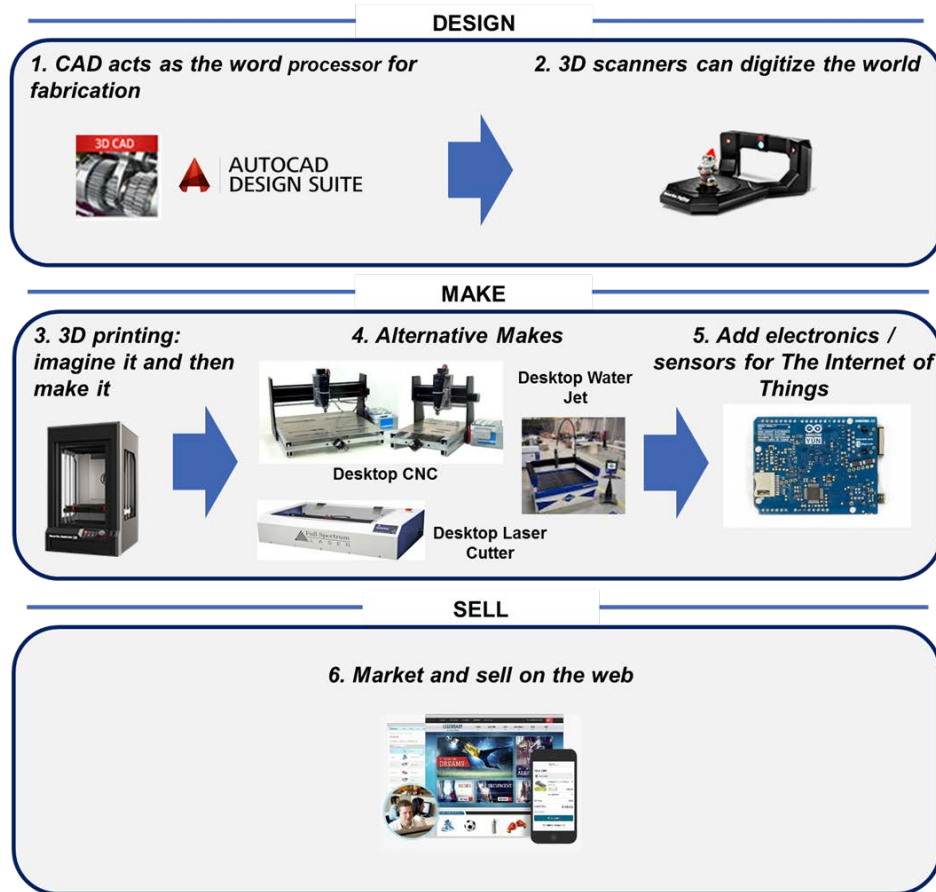 DESIGN
1. CAD acts as the word processor for
fabrication
2. 3D scanners can digitize the world
3D CAD
AUTOCAD
DESIGN SUITE
MAKE
3. 3D printing:
imagine it and then
make it
4. Alternative Makes
Desktop Water
Jet
Desktop CNC
Full Spectrum
LASER
Desktop Laser
Cutter
5. Add electronics /
sensors for The Internet of
Things
YUN
SELL
6. Market and sell on the web
DREAMS